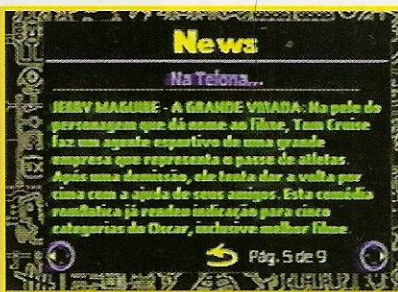 News
Na Telona...
JERRY MAGUIRE - A GRANDE VIRADA: Na pele do
personagem que dá nome ao filme, Tom Cruise
faz um agente esportivo de uma grande
empresa que representa o passe de atletas.
Após uma demissão, ele tenta dar a volta por
cima com a ajuda de seus amigos. Esta comédia
romântica já rendeu indicação para cinco
categorias do Oscar, inclusive melhor filme
Pág. 5 de 9